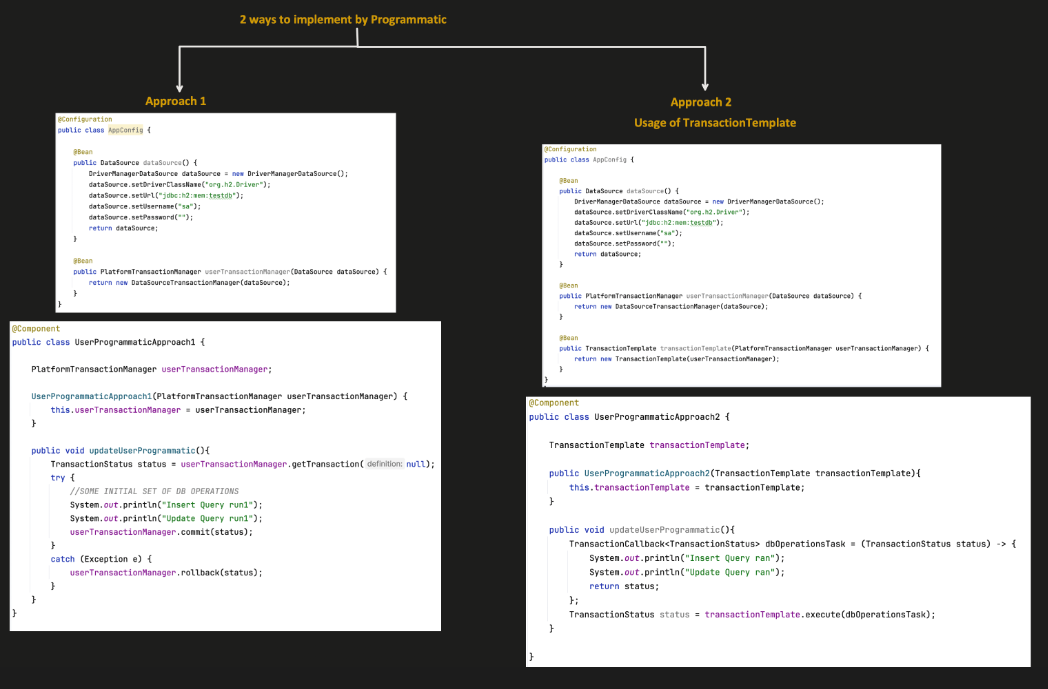 2 ways to implement by Programmatic
Approach 1
@Configuration
public class AppConfig {
@Bean
public DataSource dataSource() {
DriverManagerDataSource dataSource = new DriverManagerDataSource();
dataSource.setDriverClassName("org.h2.Driver");
dataSource.setUrl("jdbc:h2:mem:testdb");
dataSource.setUsername("sa");
dataSource.setPassword("");
return dataSource;
}
@Bean
public PlatformTransactionManager userTransactionManager(DataSource dataSource) {
return new DataSourceTransactionManager(dataSource);
}
}
@Component
public class UserProgrammaticApproach1 {
PlatformTransactionManager userTransactionManager;
UserProgrammaticApproach1(PlatformTransactionManager userTransactionManager) {
this.userTransactionManager = userTransactionManager;
}
public void updateUserProgrammatic(){
TransactionStatus status = userTransactionManager.getTransaction( definition: null);
try {
//SOME INITIAL SET OF DB OPERATIONS
System.out.println("Insert Query run1");
System.out.println("Update Query run1");
userTransactionManager.commit(status);
}
catch (Exception e) {
userTransactionManager.rollback(status);
}
}
}
Approach 2
Usage of TransactionTemplate
@Configuration
public class AppConfig {
@Bean
public DataSource dataSource() {
DriverManagerDataSource dataSource = new DriverManagerDataSource();
dataSource.setDriverClassName("org.h2.Driver");
dataSource.setUrl("jdbc:h2:mem:testdb");
dataSource.setUsername("sa");
dataSource.setPassword("");
return dataSource;
}
@Bean
public PlatformTransactionManager userTransactionManager(DataSource dataSource) {
return new DataSourceTransactionManager(dataSource);
}
@Bean
public TransactionTemplate transactionTemplate(PlatformTransactionManager userTransactionManager) {
return new TransactionTemplate(userTransactionManager);
}
}
@Component
public class UserProgrammaticApproach2 {
TransactionTemplate transactionTemplate;
public UserProgrammaticApproach2(TransactionTemplate transactionTemplate){
this.transactionTemplate = transactionTemplate;
}
public void updateUserProgrammatic(){
TransactionCallback<TransactionStatus> dbOperationsTask = (TransactionStatus status) -> {
System.out.println("Insert Query ran");
System.out.println("Update Query ran");
return status;
};
TransactionStatus status = transactionTemplate.execute(dbOperationsTask);
}
}